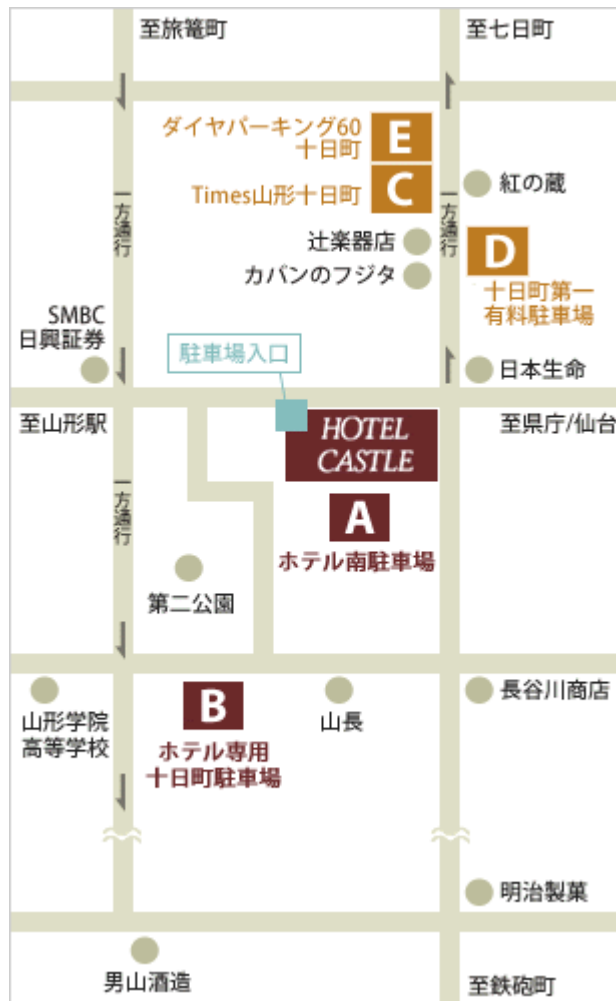 至旅篭町
至七日町
ダイヤパーキング60
十日町
E
Times山形十日町
C
紅の蔵
一方通行
一方通行
辻楽器店
カバンのフジタ
D
十日町第一
有料駐車場
SMBC
日興証券
駐車場入口
日本生命
至山形駅
HOTEL
CASTLE
至県庁/仙台
A
ホテル南駐車場
一方通行
第二公園
山形学院
高等学校
B
ホテル専用
十日町駐車場
山長
長谷川商店
明治製菓
男山酒造
至鉄砲町